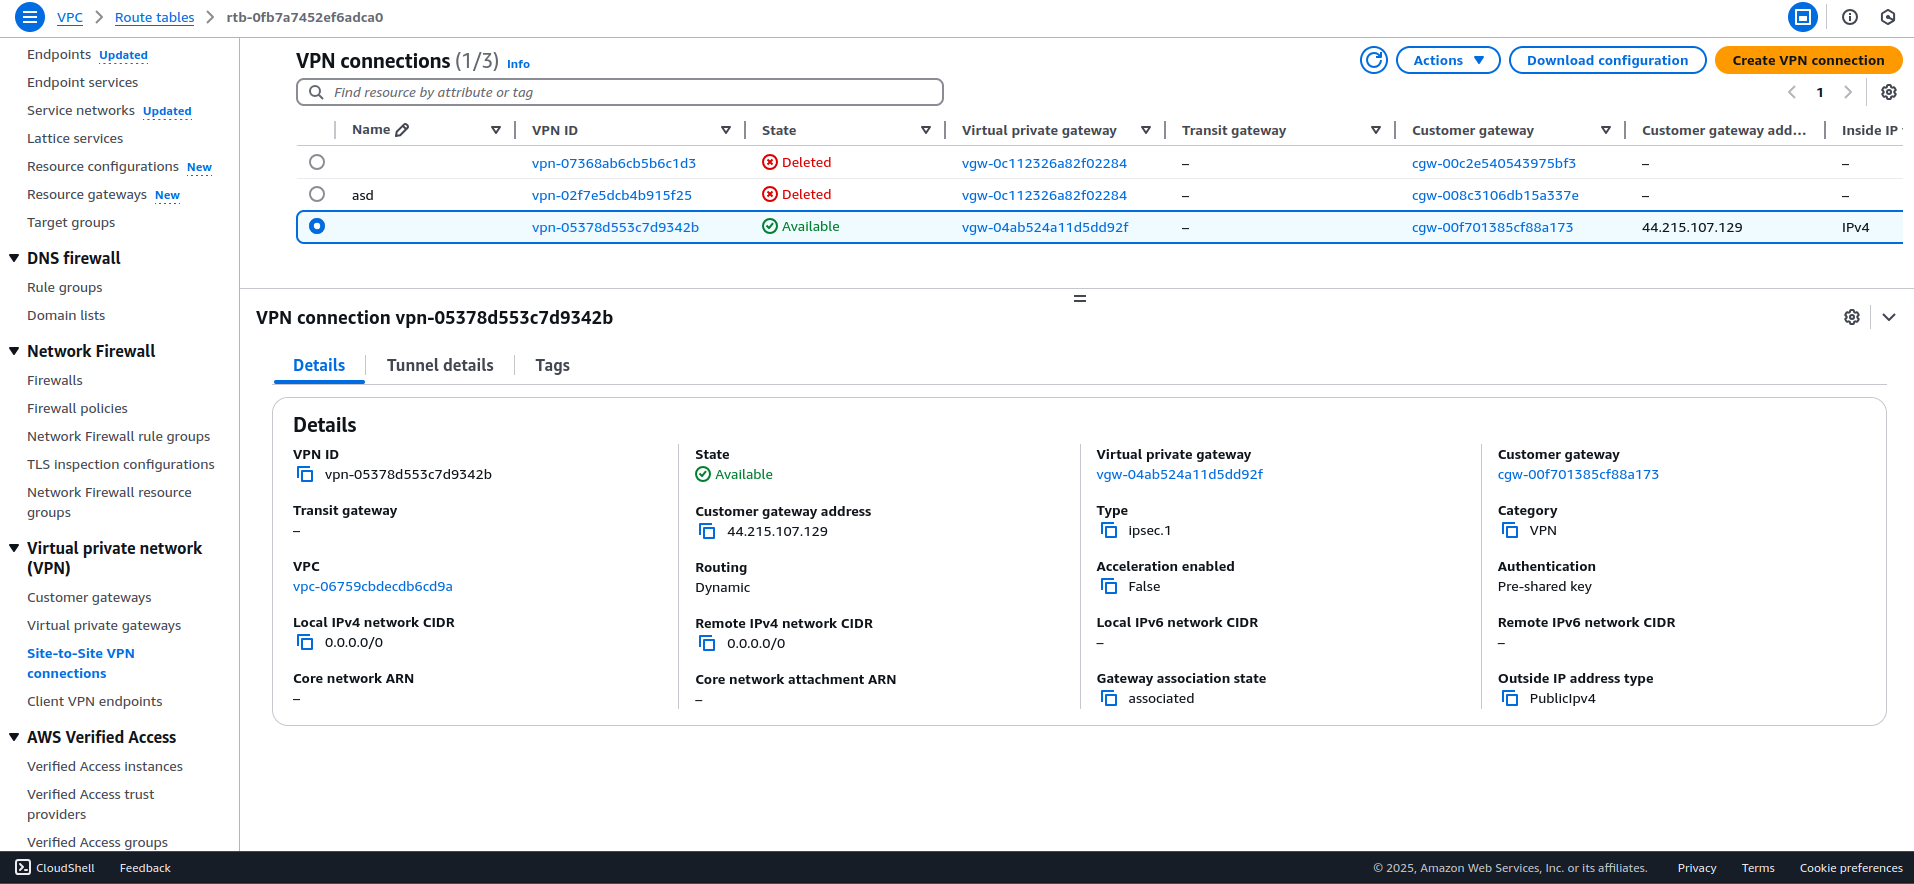 VPC > Route tables > rtb-0fb7a7452ef6adca0
Endpoints Updated
Endpoint services
Service networks Updated
Lattice services
Resource configurations New
Resource gateways New
Target groups
DNS firewall
Rule groups
Domain lists
Network Firewall
Firewalls
Firewall policies
Network Firewall rule groups
TLS inspection configurations
Network Firewall resource
groups
Virtual private network
(VPN)
Customer gateways
Virtual private gateways
Site-to-Site VPN
connections
Client VPN endpoints
AWS Verified Access
Verified Access instances
Verified Access trust
providers
Verified Access groups
VPN connections (1/3) Info
Actions
Download configuration
Create VPN connection
Find resource by attribute or tag
1
Name VPN ID State Virtual private gateway Transit gateway Customer gateway Customer gateway add... Inside IP
vpn-07368ab6cb5b6c1d3 Deleted vgw-0c112326a82f02284 – cgw-00c2e540543975bf3 – –
asd vpn-02f7e5dcb4b915f25 Deleted vgw-0c112326a82f02284 – cgw-008c3106db15a337e – –
vpn-05378d553c7d9342b Available vgw-04ab524a11d5dd92f – cgw-00f701385cf88a173 44.215.107.129 IPv4
VPN connection vpn-05378d553c7d9342b
Details Tunnel details Tags
Details
VPN ID
vpn-05378d553c7d9342b
Transit gateway
–
VPC
vpc-06759cbdecdb6cd9a
Local IPv4 network CIDR
0.0.0.0/0
Core network ARN
–
State
Available
Customer gateway address
44.215.107.129
Routing
Dynamic
Remote IPv4 network CIDR
0.0.0.0/0
Core network attachment ARN
–
Virtual private gateway
vgw-04ab524a11d5dd92f
Type
ipsec.1
Acceleration enabled
False
Local IPv6 network CIDR
–
Gateway association state
associated
Customer gateway
cgw-00f701385cf88a173
Category
VPN
Authentication
Pre-shared key
Remote IPv6 network CIDR
–
Outside IP address type
PublicIpv4
CloudShell Feedback © 2025, Amazon Web Services, Inc. or its affiliates. Privacy Terms Cookie preferences